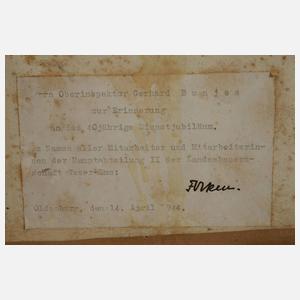 Herrn Oberinspektor Gerhard B u n j e s
zur Erinnerung
an das 40jährige Dienstjubiläum.
Im Namen aller Mitarbeiter und Mitarbeiterin-
nen der Hauptabteilung II der Landesbauern-
schaft Weser-Ems:
Oldenburg, den 14. April 1944.